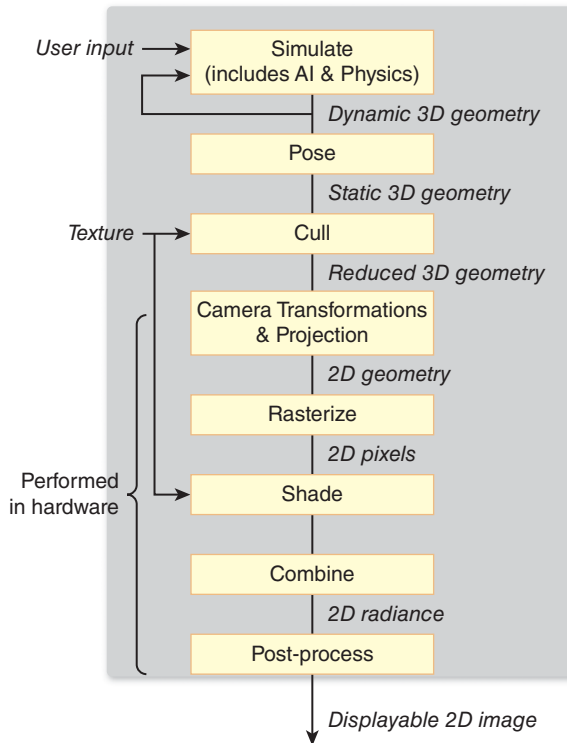 User input
Simulate
(includes AI & Physics)
Dynamic 3D geometry
Pose
Static 3D geometry
Texture
Cull
Reduced 3D geometry
Camera Transformations
& Projection
2D geometry
Rasterize
2D pixels
Performed
in hardware
Shade
Combine
2D radiance
Post-process
Displayable 2D image